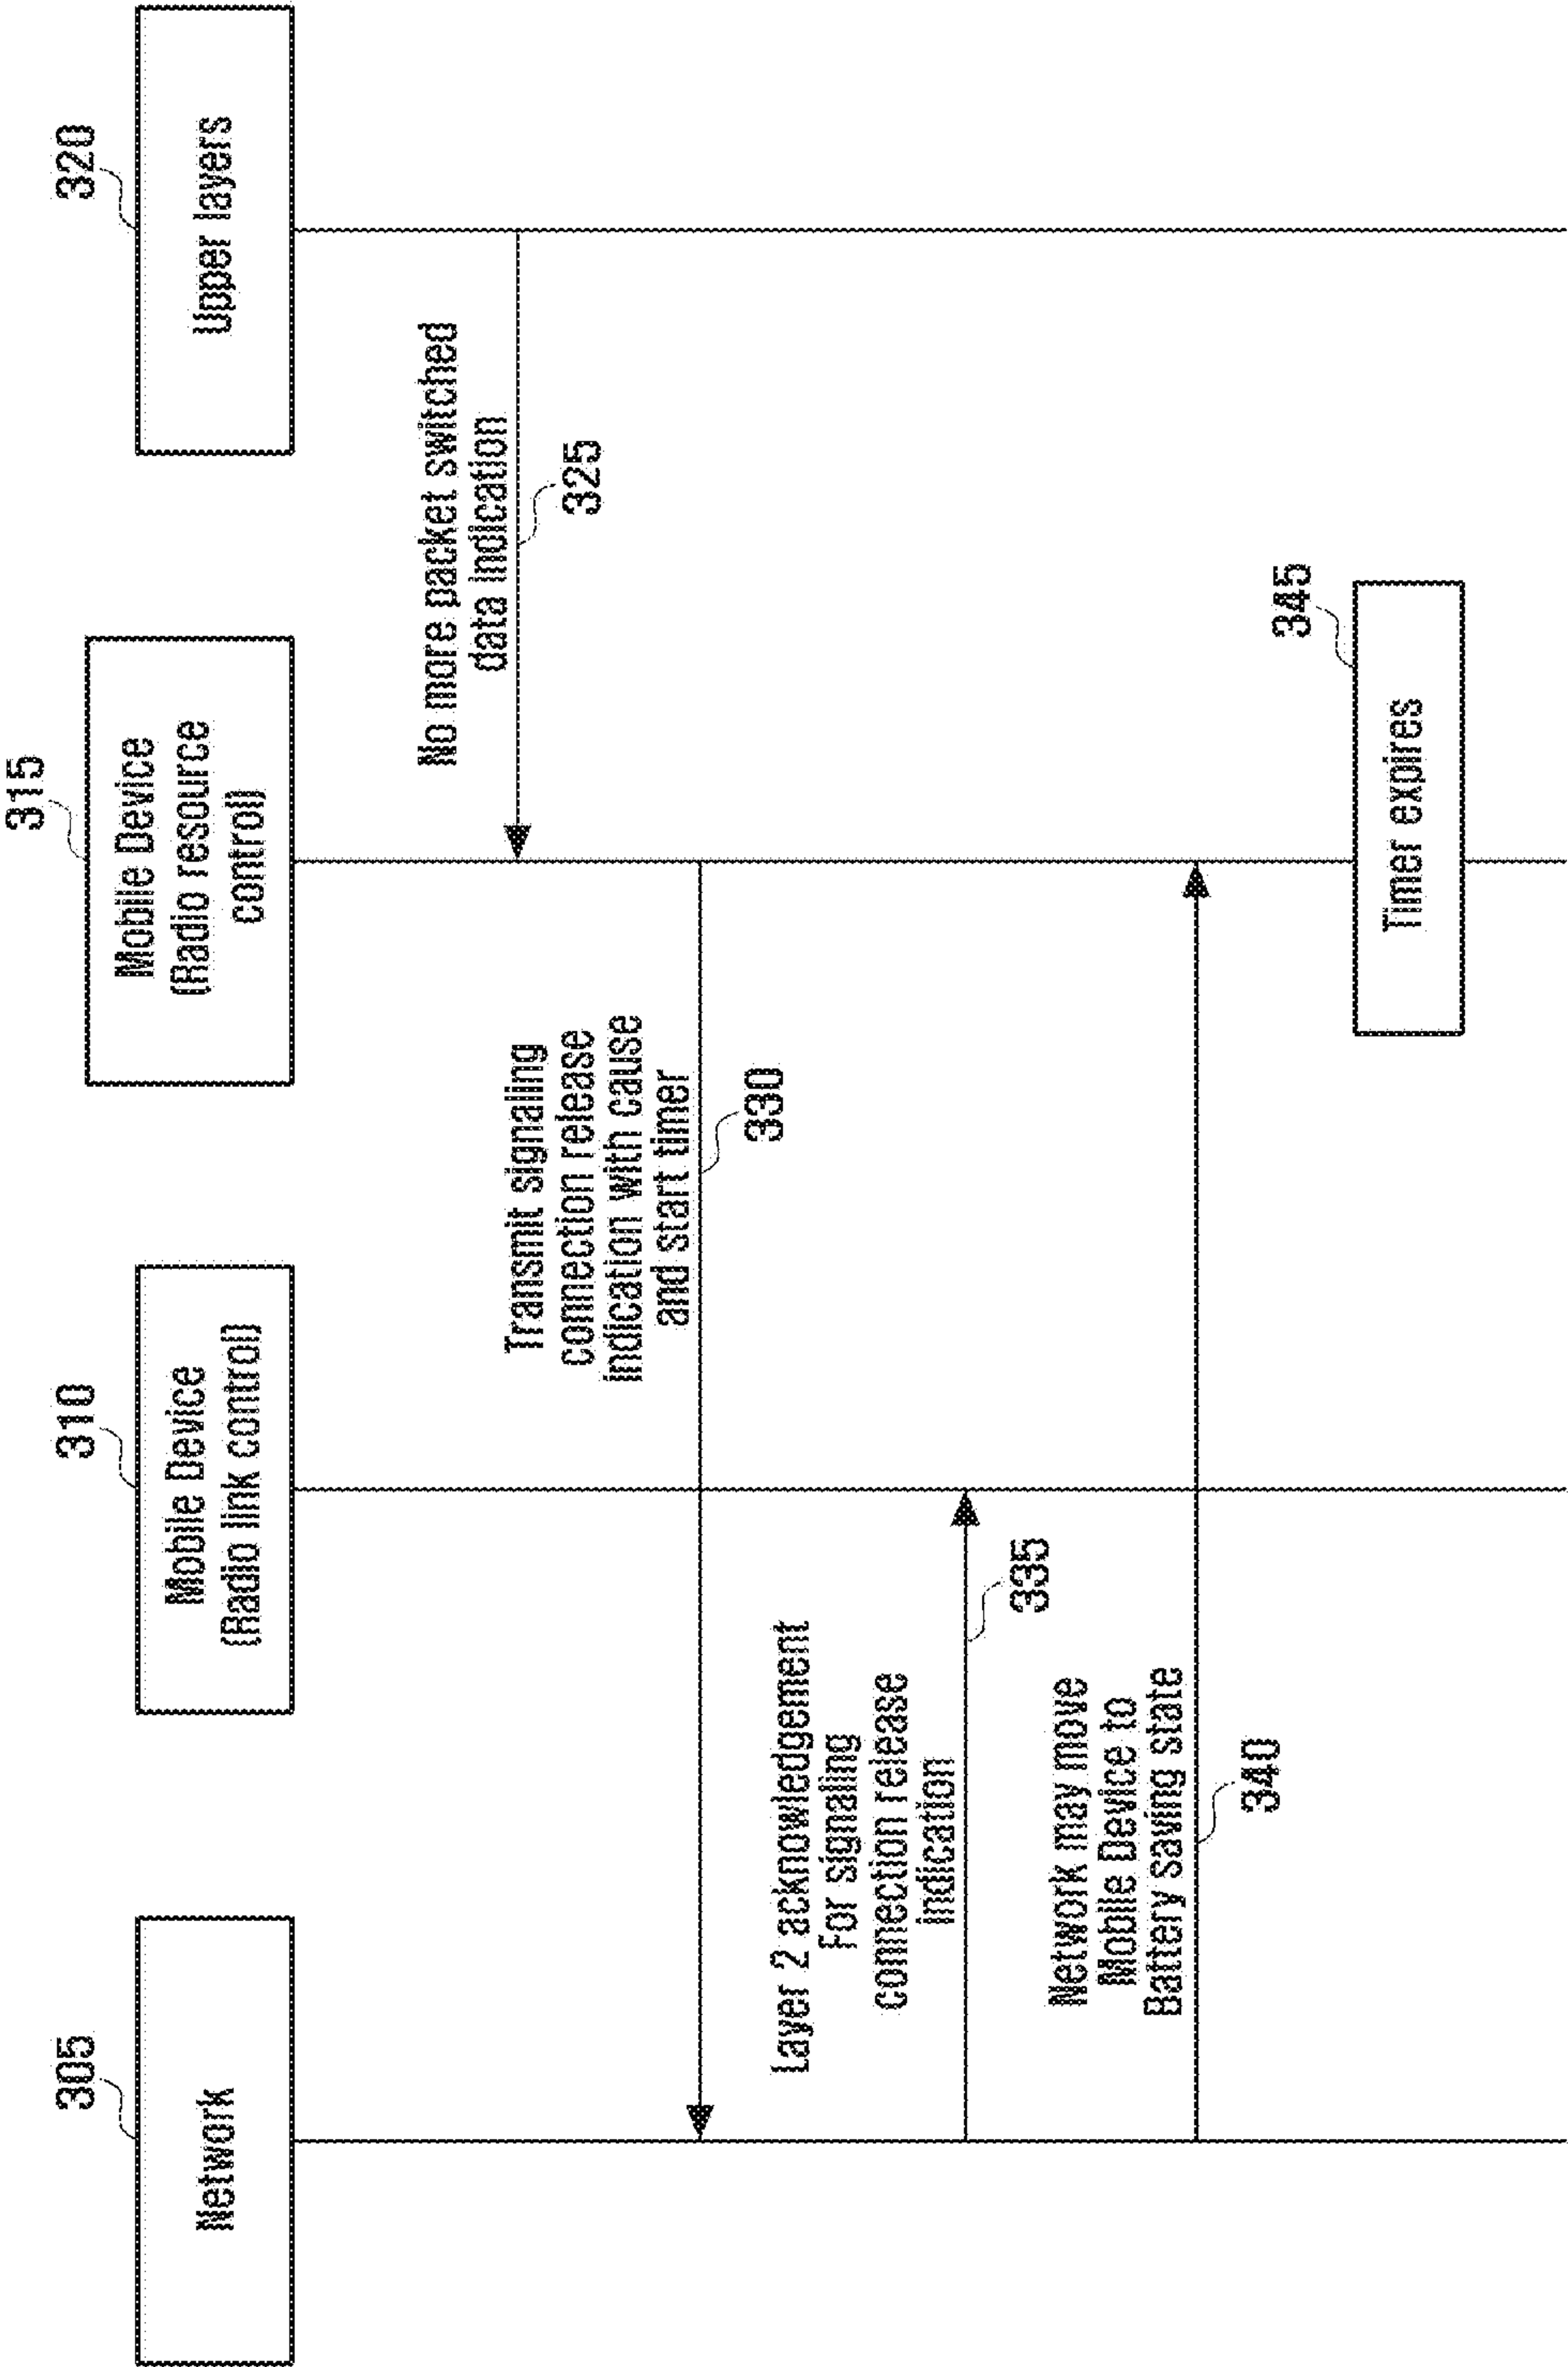 305
Network
310
Mobile Device
(Radio link control)
315
Mobile Device
(Radio resource
control)
320
Upper layers
No more packet switched
data indication
325
Transmit signaling
connection release
indication with cause
and start timer
330
Layer 2 acknowledgement
For signaling
connection release
indication
335
Network may move
Mobile Device to
Battery saving state
340
345
Timer expires